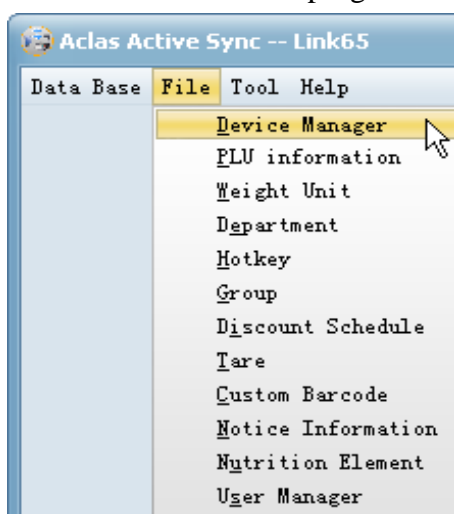 Aclas Active Sync -- Link65
Data Base File Tool Help
Device Manager
PLU information
Weight Unit
Department
Hotkey
Group
Discount Schedule
Tare
Custom Barcode
Notice Information
Nutrition Element
User Manager